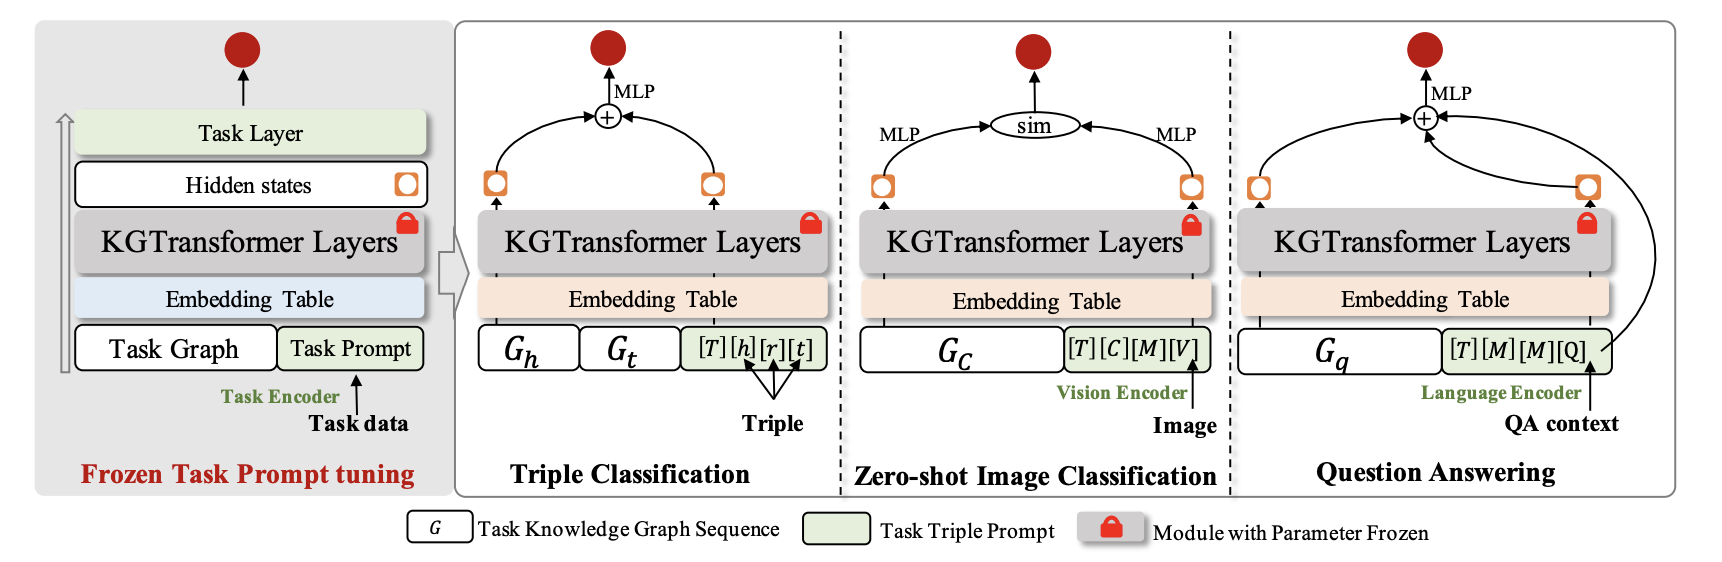 Task Layer
Hidden states
KGTransformer Layers
Embedding Table
Task Graph
Task Prompt
Task Encoder
Task data
Frozen Task Prompt tuning
MLP
+
KGTransformer Layers
Embedding Table
G_h
G_t
[T][h][r][t]
Triple
Triple Classification
sim
MLP
MLP
KGTransformer Layers
Embedding Table
G_C
[T][C][M][V]
Vision Encoder
Image
Zero-shot Image Classification
MLP
+
KGTransformer Layers
Embedding Table
G_q
[T][M][M][Q]
Language Encoder
QA context
Question Answering
G
Task Knowledge Graph Sequence
Task Triple Prompt
Module with Parameter Frozen